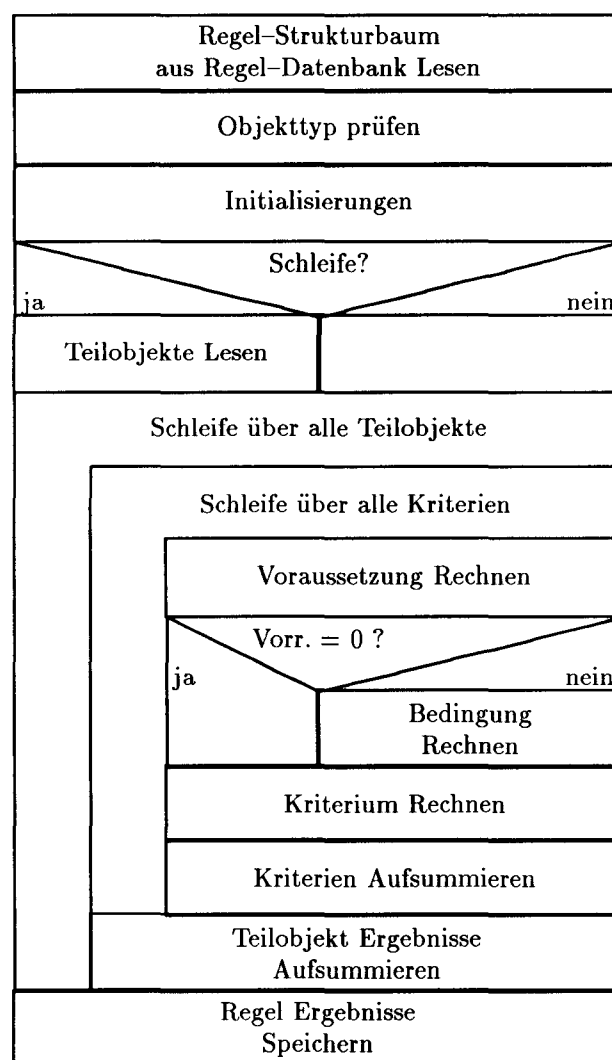 Regel–Strukturbaum
aus Regel–Datenbank Lesen
Objekttyp prüfen
Initialisierungen
Schleife?
ja
nein
Teilobjekte Lesen
Schleife über alle Teilobjekte
Schleife über alle Kriterien
Voraussetzung Rechnen
Vorr. = 0 ?
ja
nein
Bedingung
Rechnen
Kriterium Rechnen
Kriterien Aufsummieren
Teilobjekt Ergebnisse
Aufsummieren
Regel Ergebnisse
Speichern